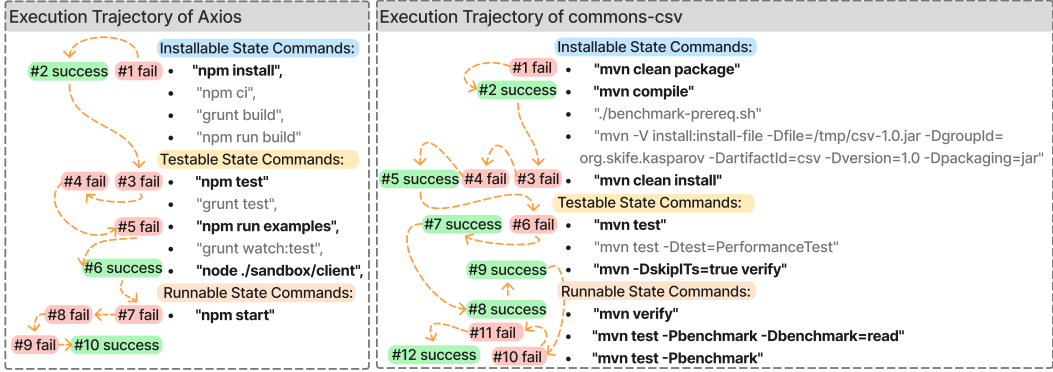 Execution Trajectory of Axios
Installable State Commands:
#2 success #1 fail • "npm install",
• "npm ci",
• "grunt build",
• "npm run build"
Testable State Commands:
#4 fail #3 fail • "npm test"
• "grunt test",
#5 fail • "npm run examples",
• "grunt watch:test",
#6 success • "node ./sandbox/client",
Runnable State Commands:
#8 fail #7 fail • "npm start"
#9 fail #10 success
Execution Trajectory of commons-csv
Installable State Commands:
#1 fail • "mvn clean package"
#2 success • "mvn compile"
• "./benchmark-prereq.sh"
• "mvn -V install:install-file -Dfile=/tmp/csv-1.0.jar -DgroupId=
org.skife.kasparov -DartifactId=csv -Dversion=1.0 -Dpackaging=jar"
#5 success #4 fail #3 fail • "mvn clean install"
Testable State Commands:
#7 success #6 fail • "mvn test"
• "mvn test -Dtest=PerformanceTest"
#9 success • "mvn -DskipITs=true verify"
Runnable State Commands:
#8 success • "mvn verify"
#11 fail • "mvn test -Pbenchmark -Dbenchmark=read"
#12 success #10 fail • "mvn test -Pbenchmark"